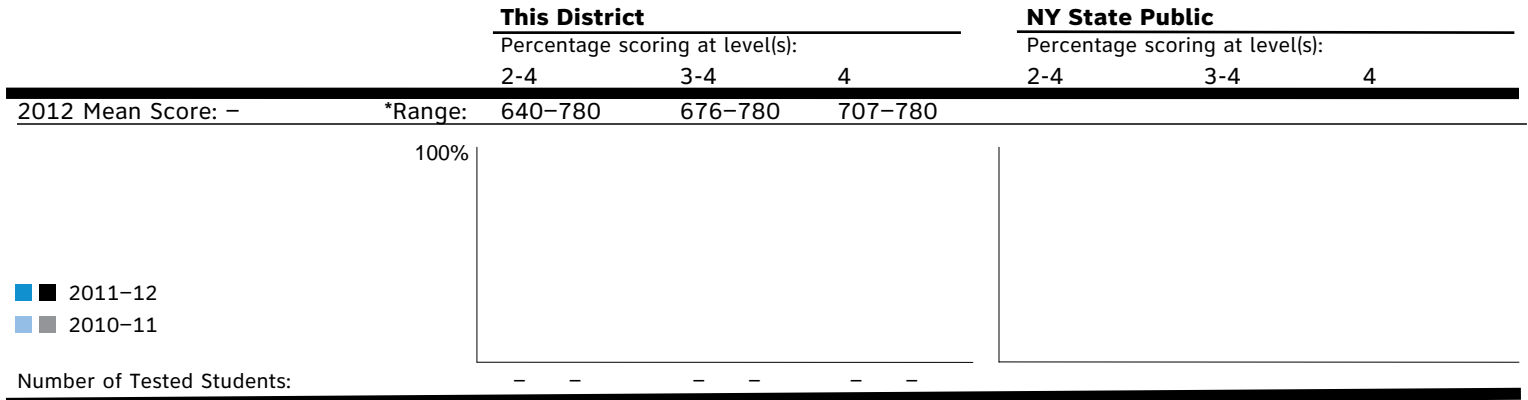 This District NY State Public
Percentage scoring at level(s): Percentage scoring at level(s):
2-4 3-4 4 2-4 3-4 4
2012 Mean Score: – *Range: 640–780 676–780 707–780
100%
2011–12
2010–11
Number of Tested Students: – – – – – –